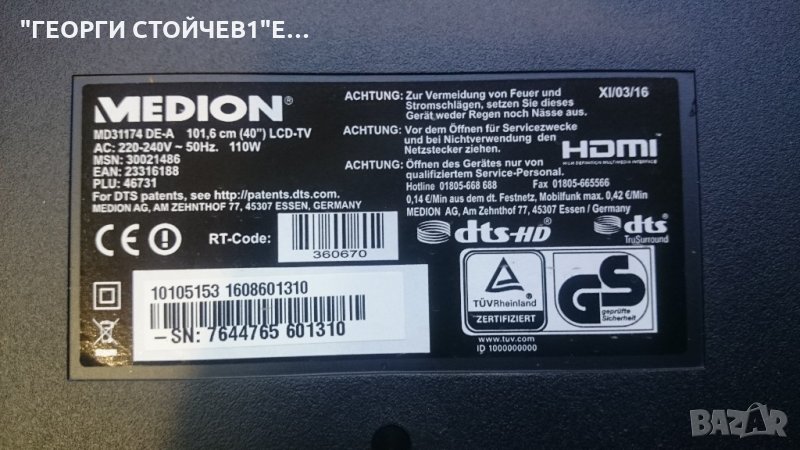 "ГЕОРГИ СТОЙЧЕВ1"Е...
MEDION®
MD31174 DE-A 101,6 cm (40") LCD-TV
AC: 220-240V ~ 50Hz. 110W
MSN: 30021486
EAN: 23316188
PLU: 46731
For DTS patents, see http://patents.dts.com.
MEDION AG, AM ZEHNTHOF 77, 45307 ESSEN, GERMANY
ACHTUNG: Zur Vermeidung von Feuer und
Stromschlägen, setzen Sie dieses
Gerät weder Regen noch Nässe aus.
ACHTUNG: Vor dem Öffnen für Servicezwecke
und bei Nichtverwendung den
Netzstecker ziehen.
ACHTUNG: Öffnen des Gerätes nur von
qualifiziertem Service-Personal.
Hotline 01805-668 688 Fax 01805-665566
0,14 €/Min aus dem dt. Festnetz, Mobilfunk max. 0,42 €/Min
MEDION AG, Am Zehnthof 77, 45307 Essen / Germany
XI/03/16
HDMI
HIGH DEFINITION MULTIMEDIA INTERFACE
CE
RT-Code:
360670
dts-HD®
dts
TruSurround
10105153 1608601310
SN: 7644765 601310
TÜVRheinland
ZERTIFIZIERT
www.tuv.com
ID 1000000000
GS
geprüfte
Sicherheit
BAZAR